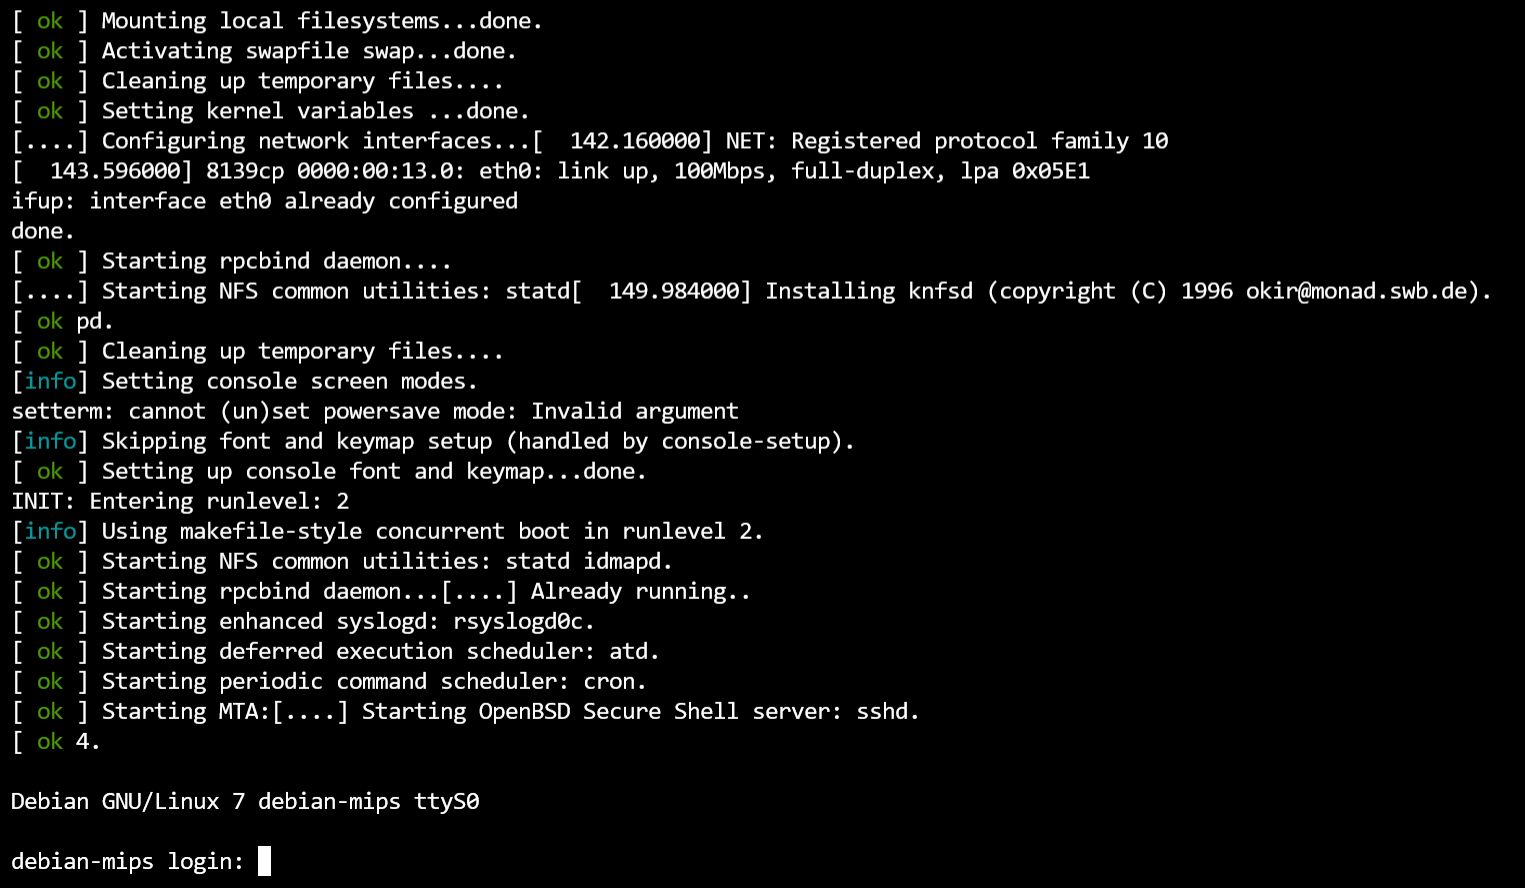 [ ok ] Mounting local filesystems...done.
[ ok ] Activating swapfile swap...done.
[ ok ] Cleaning up temporary files....
[ ok ] Setting kernel variables ...done.
[....] Configuring network interfaces...[  142.160000] NET: Registered protocol family 10
[  143.596000] 8139cp 0000:00:13.0: eth0: link up, 100Mbps, full-duplex, lpa 0x05E1
ifup: interface eth0 already configured
done.
[ ok ] Starting rpcbind daemon....
[....] Starting NFS common utilities: statd[  149.984000] Installing knfsd (copyright (C) 1996 okir@monad.swb.de).
[ ok pd.
[ ok ] Cleaning up temporary files....
[info] Setting console screen modes.
setterm: cannot (un)set powersave mode: Invalid argument
[info] Skipping font and keymap setup (handled by console-setup).
[ ok ] Setting up console font and keymap...done.
INIT: Entering runlevel: 2
[info] Using makefile-style concurrent boot in runlevel 2.
[ ok ] Starting NFS common utilities: statd idmapd.
[ ok ] Starting rpcbind daemon...[....] Already running..
[ ok ] Starting enhanced syslogd: rsyslogd0c.
[ ok ] Starting deferred execution scheduler: atd.
[ ok ] Starting periodic command scheduler: cron.
[ ok ] Starting MTA:[....] Starting OpenBSD Secure Shell server: sshd.
[ ok 4.
Debian GNU/Linux 7 debian-mips ttyS0
debian-mips login: